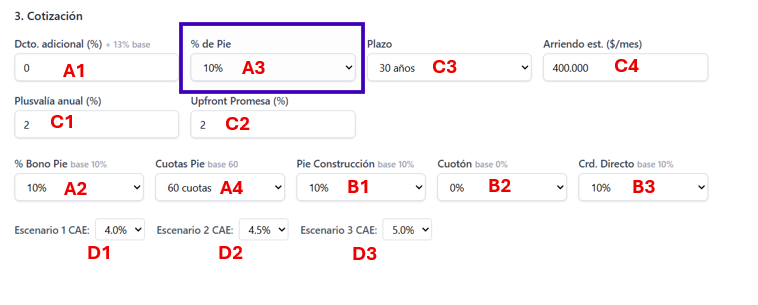 3. Cotización
Dcto. adicional (%) + 13% base % de Pie Plazo Arriendo est. ($/mes)
0 A1 10% A3 30 años C3 400.000 C4
Plusvalía anual (%) Upfront Promesa (%)
2 C1 2 C2
% Bono Pie base 10% Cuotas Pie base 60 Pie Construcción base 10% Cuotón base 0% Crd. Directo base 10%
10% A2 60 cuotas A4 10% B1 0% B2 10% B3
Escenario 1 CAE: 4.0% Escenario 2 CAE: 4.5% Escenario 3 CAE: 5.0%
D1 D2 D3